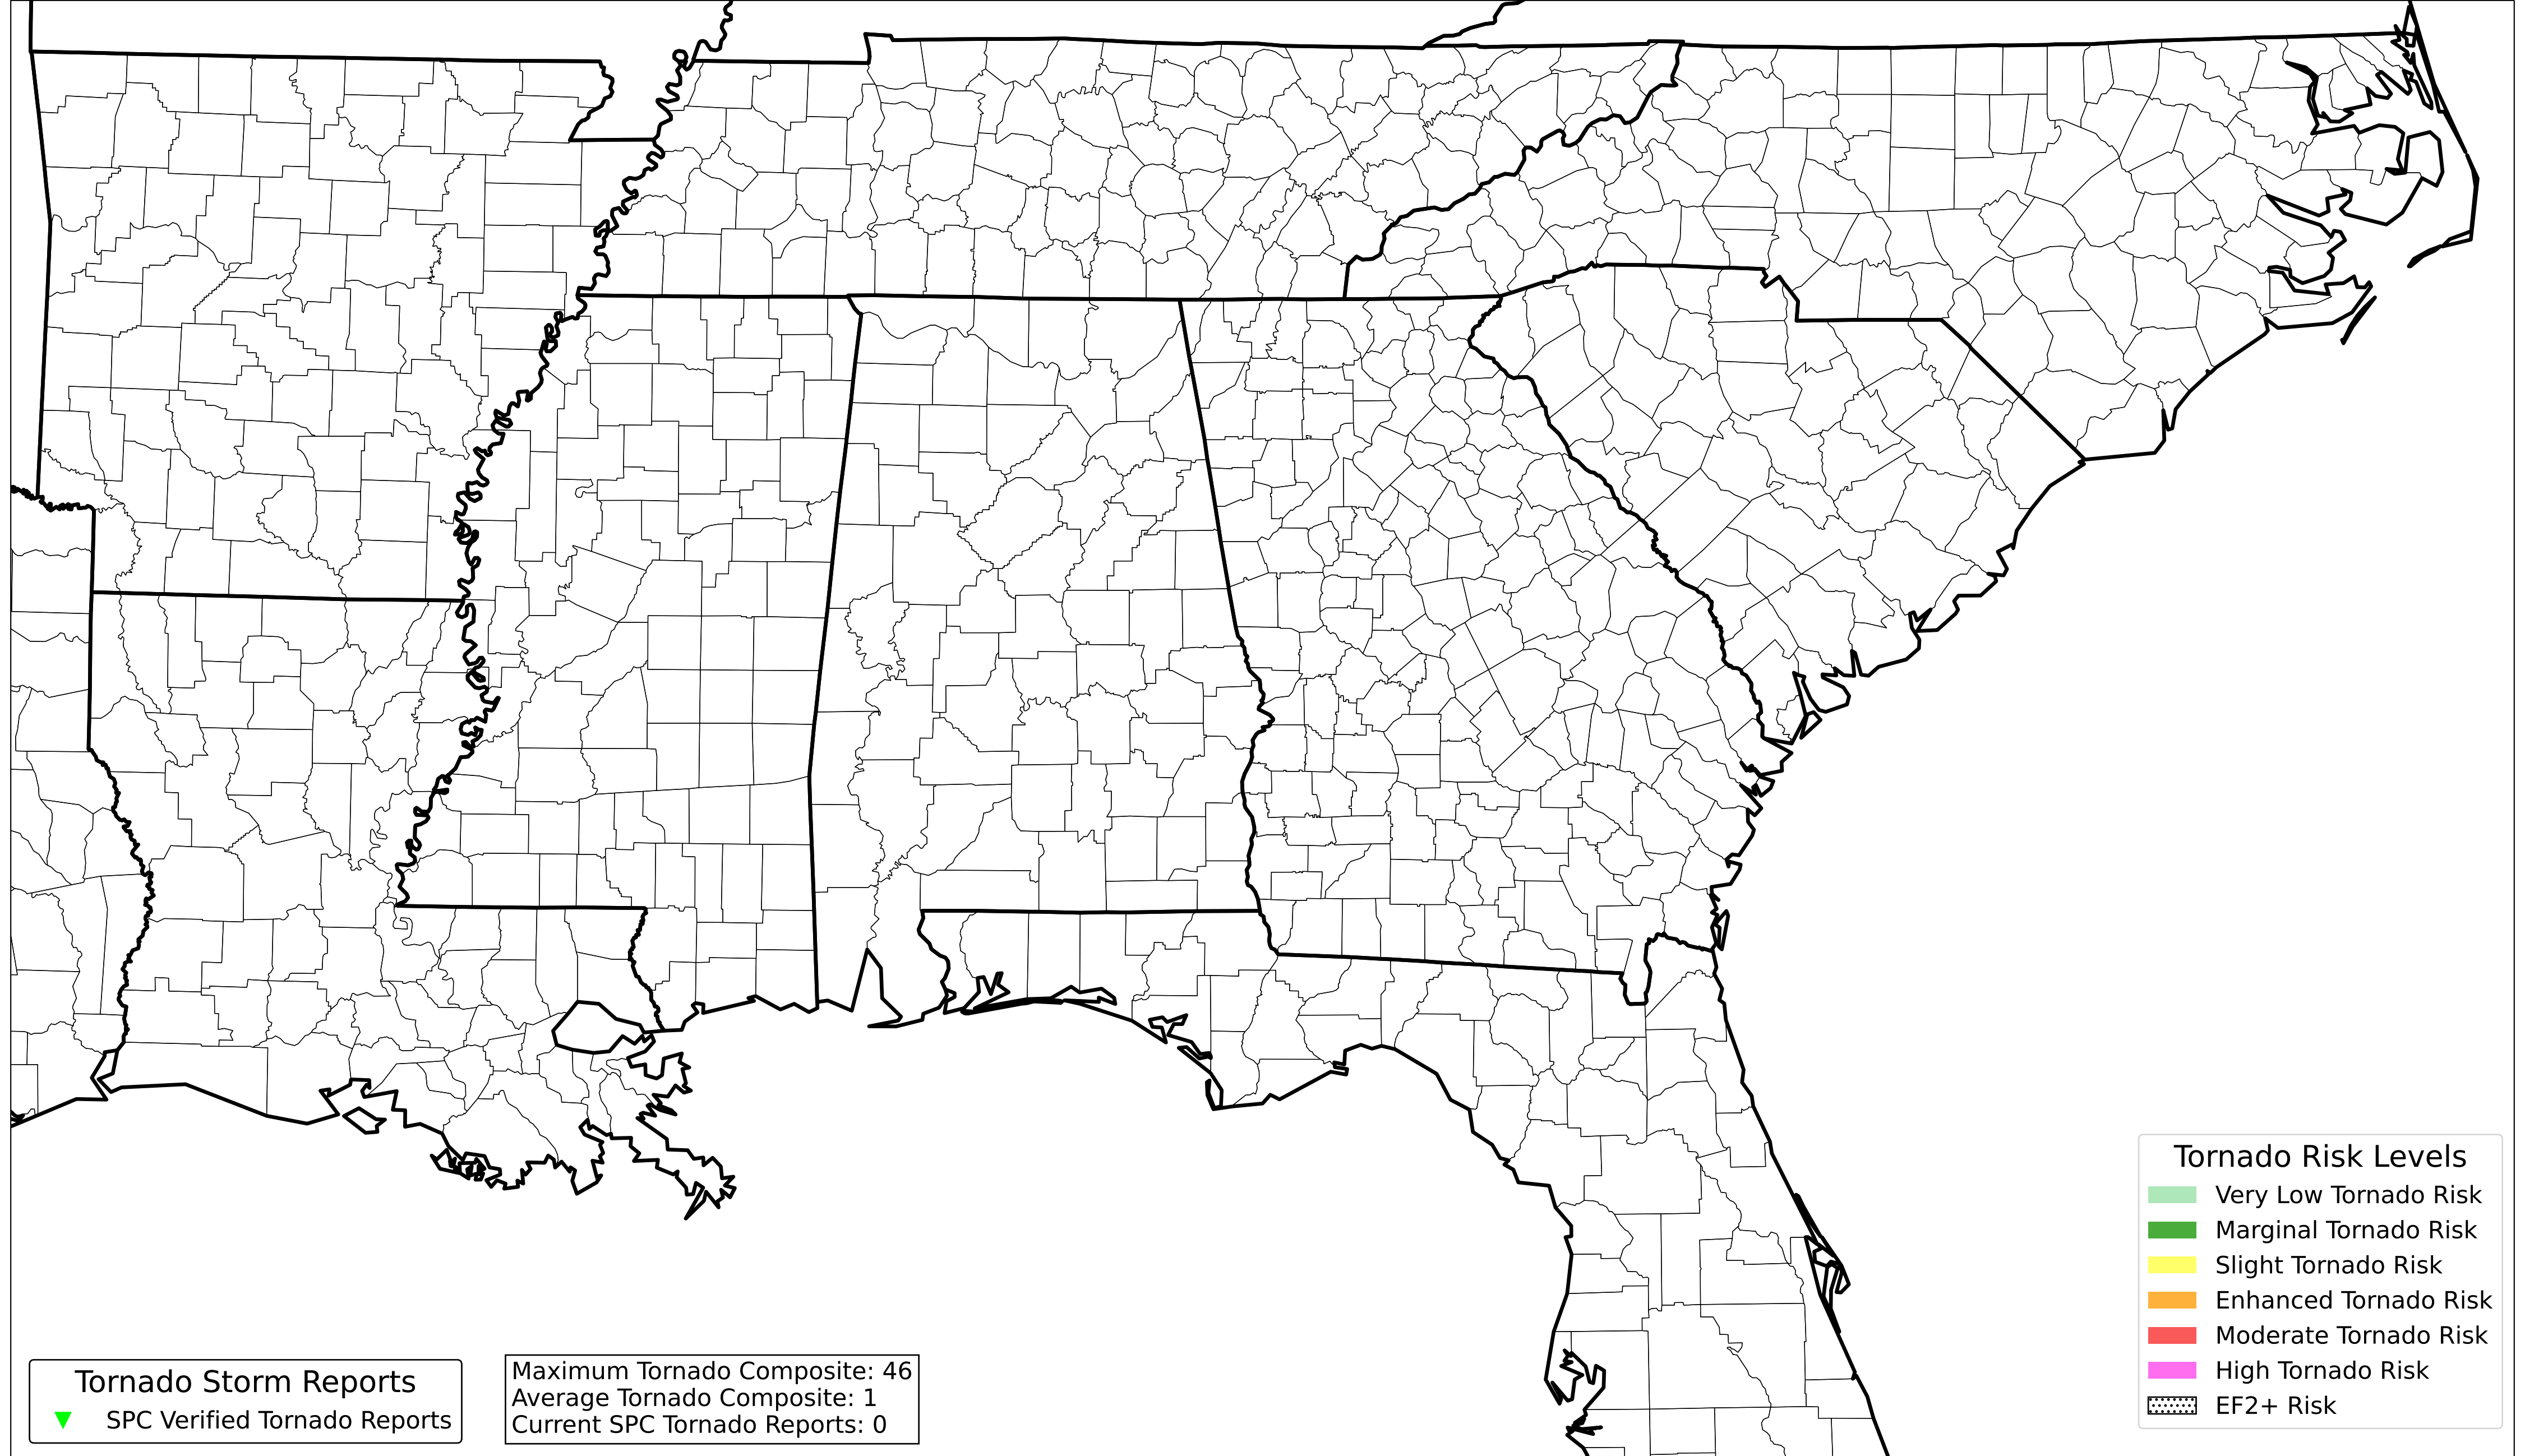 Tornado Risk Levels
Very Low Tornado Risk
Marginal Tornado Risk
Slight Tornado Risk
Enhanced Tornado Risk
Moderate Tornado Risk
High Tornado Risk
EF2+ Risk
Tornado Storm Reports
SPC Verified Tornado Reports
Maximum Tornado Composite: 46
Average Tornado Composite: 1
Current SPC Tornado Reports: 0